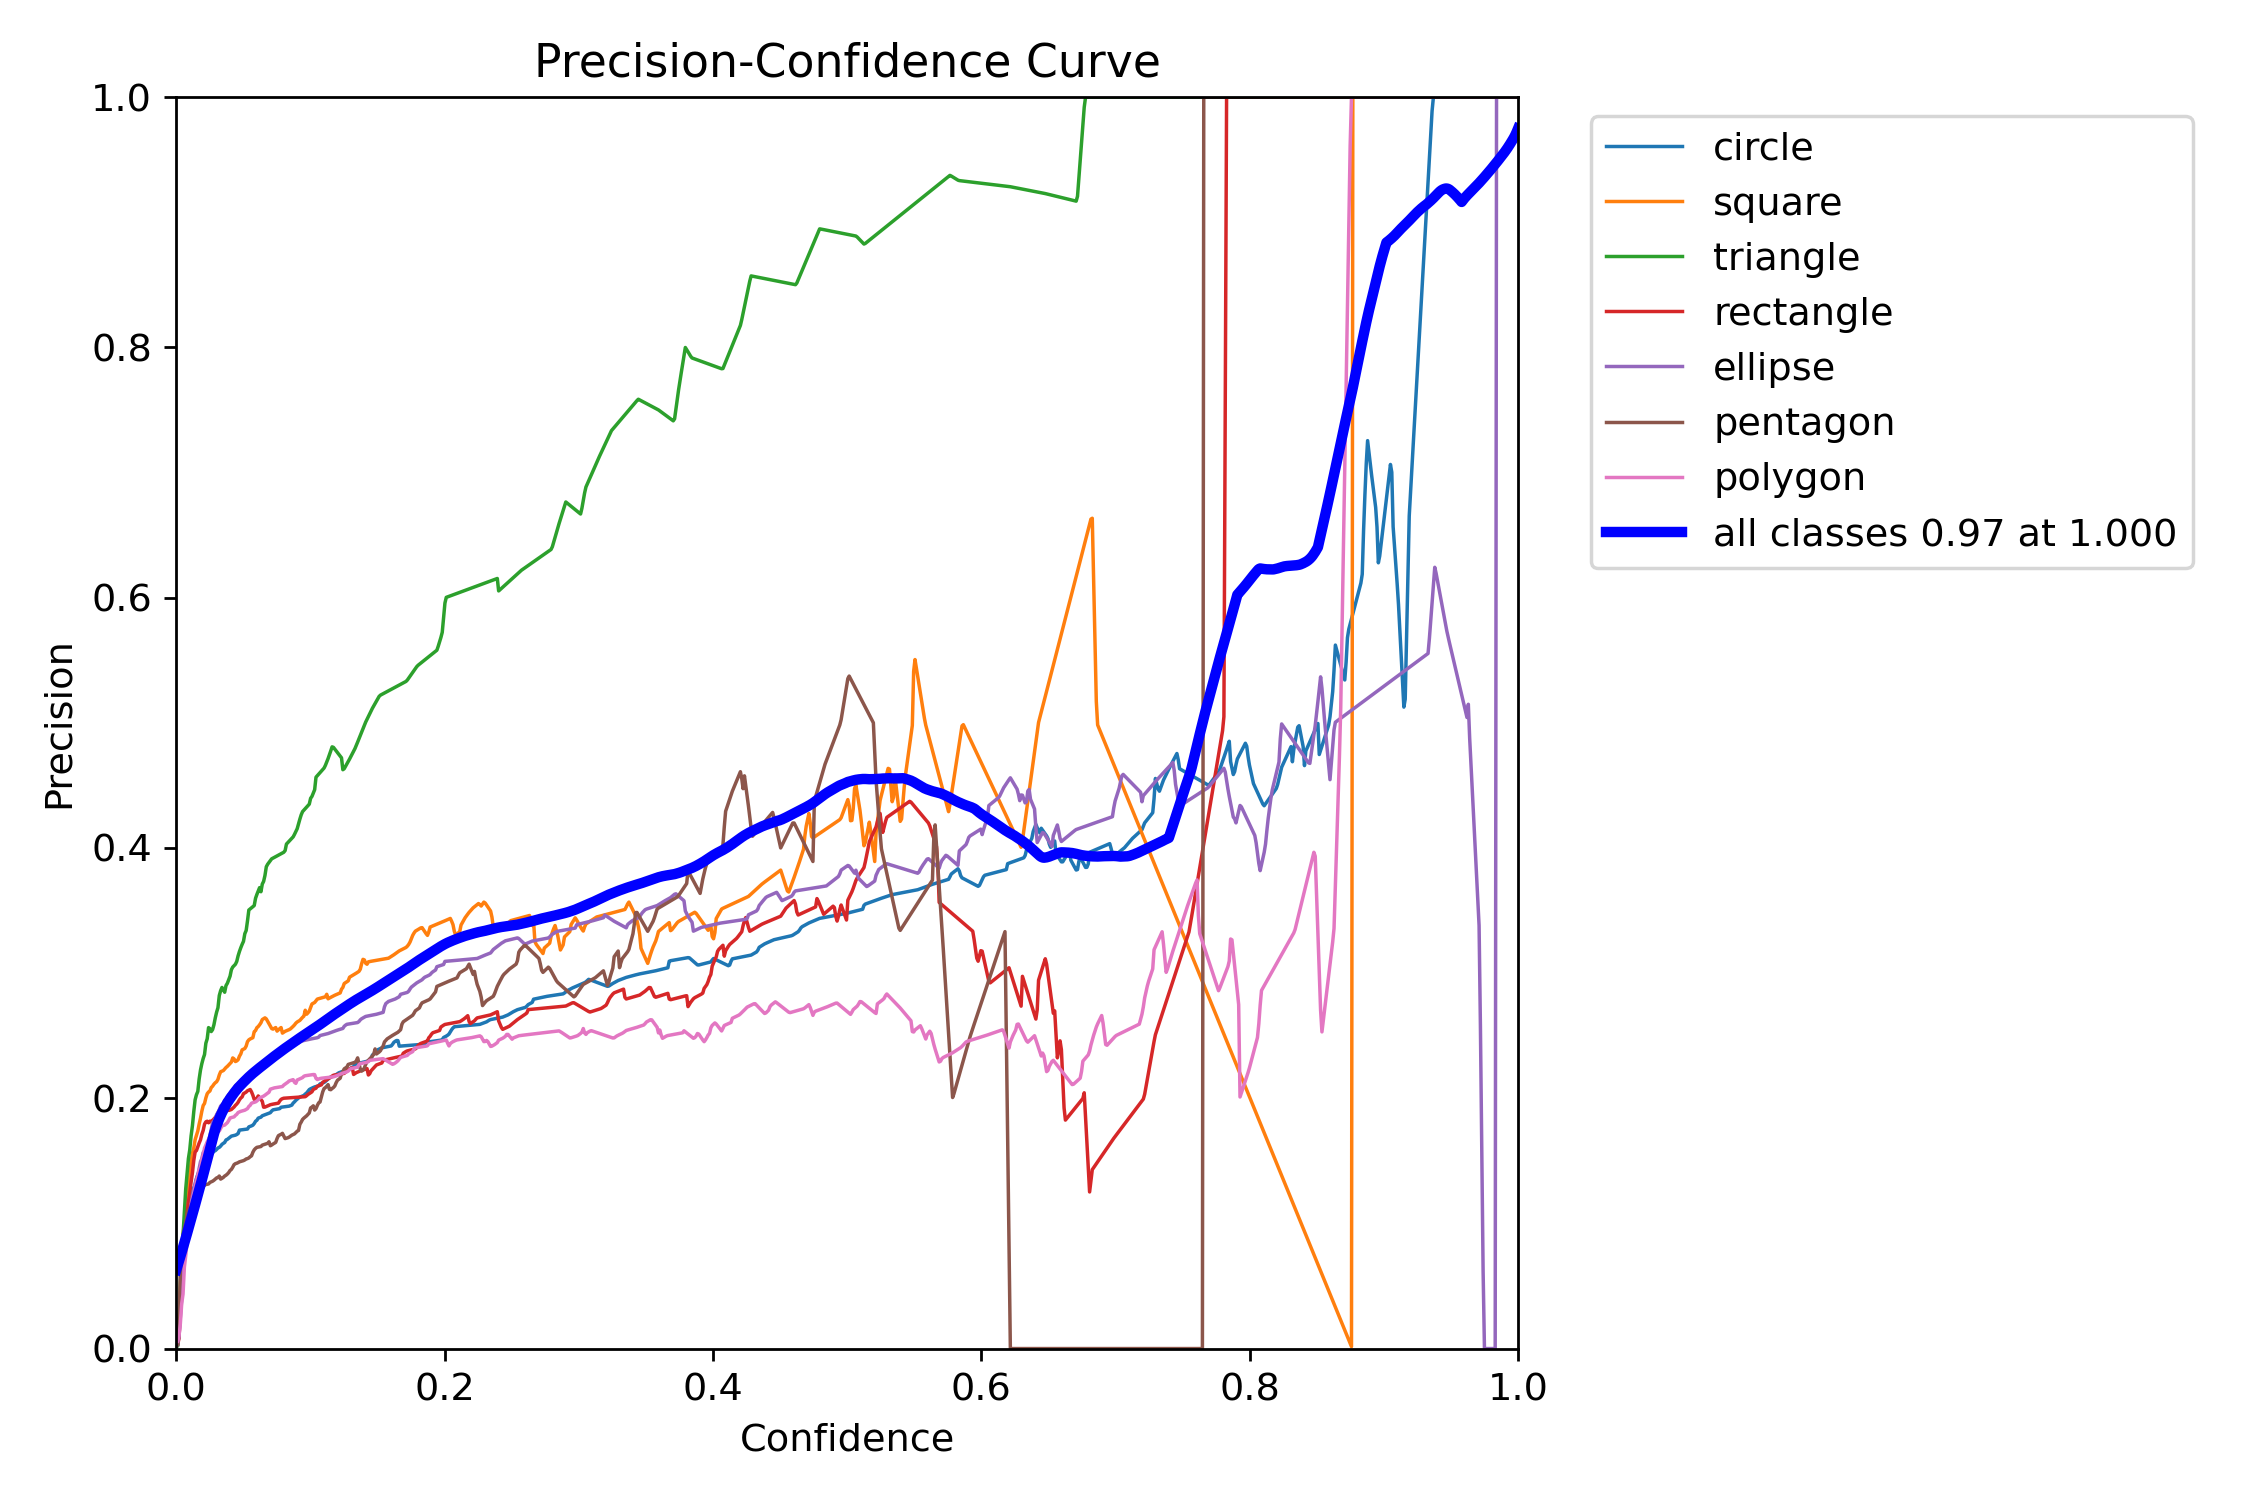 Precision-Confidence Curve
1.0
0.8
0.6
0.4
0.2
0.0
Precision
0.0 0.2 0.4 0.6 0.8 1.0
Confidence
circle
square
triangle
rectangle
ellipse
pentagon
polygon
all classes 0.97 at 1.000